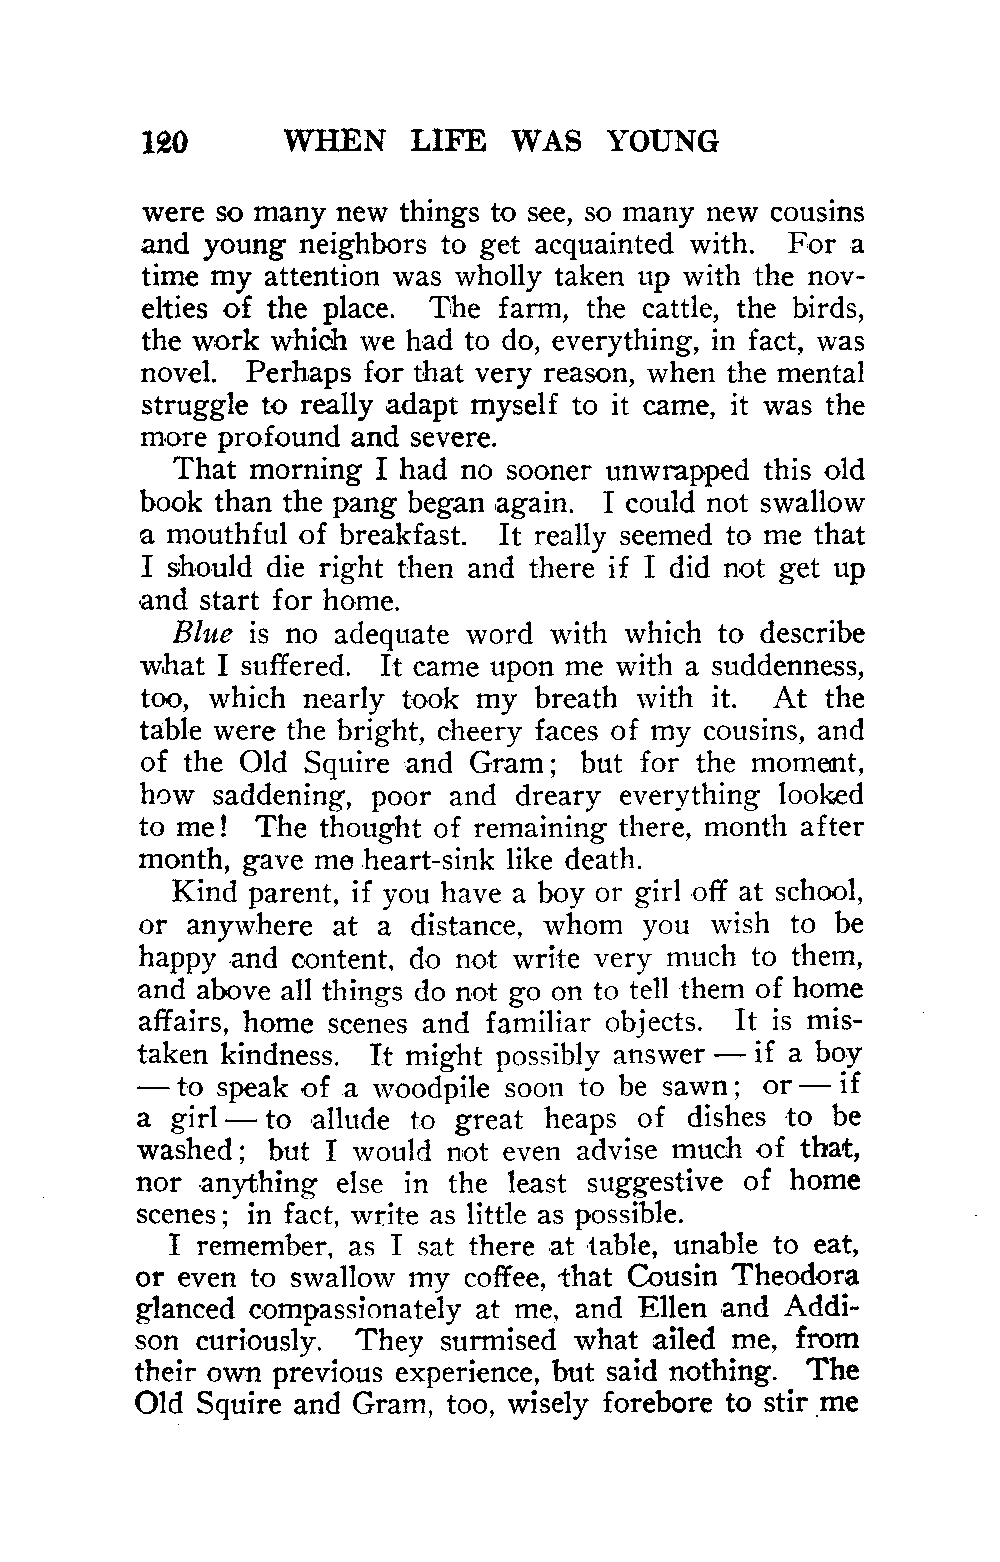 120 WHEN LIFE WAS YOUNG
were so many new things to see, so many new cousins
and young neighbors to get acquainted with. For a
time my attention was wholly taken up with the nov-
elties of the place. The farm, the cattle, the birds,
the work which we had to do, everything, in fact, was
novel. Perhaps for that very reason, when the mental
struggle to really adapt myself to it came, it was the
more profound and severe.
That morning I had no sooner unwrapped this old
book than the pang began again. I could not swallow
a mouthful of breakfast. It really seemed to me that
I should die right then and there if I did not get up
and start for home.
Blue is no adequate word with which to describe
what I suffered. It came upon me with a suddenness,
too, which nearly took my breath with it. At the
table were the bright, cheery faces of my cousins, and
of the Old Squire and Gram; but for the moment,
how saddening, poor and dreary everything looked
to me! The thought of remaining there, month after
month, gave me heart-sink like death.
Kind parent, if you have a boy or girl off at school,
or anywhere at a distance, whom you wish to be
happy and content, do not write very much to them,
and above all things do not go on to tell them of home
affairs, home scenes and familiar objects. It is mis-
taken kindness. It might possibly answer — if a boy
— to speak of a woodpile soon to be sawn; or — if
a girl — to allude to great heaps of dishes to be
washed; but I would not even advise much of that,
nor anything else in the least suggestive of home
scenes; in fact, write as little as possible.
I remember, as I sat there at table, unable to eat,
or even to swallow my coffee, that Cousin Theodora
glanced compassionately at me, and Ellen and Addi-
son curiously. They surmised what ailed me, from
their own previous experience, but said nothing. The
Old Squire and Gram, too, wisely forebore to stir me